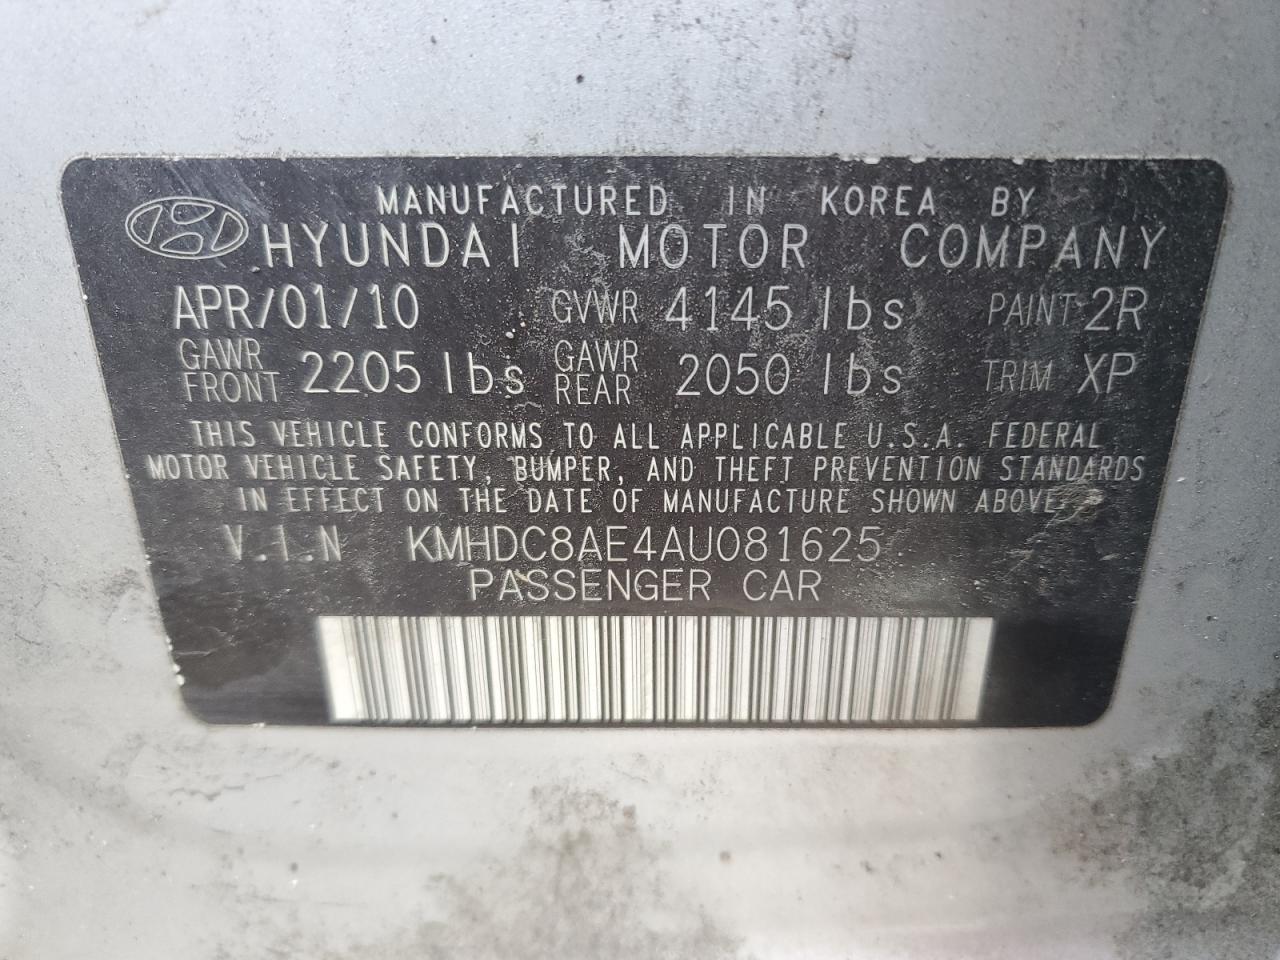 MANUFACTURED IN KOREA BY
HYUNDAI MOTOR COMPANY
APR/01/10 GVWR 4145 lbs PAINT 2R
GAWR FRONT 2205 lbs GAWR REAR 2050 lbs TRIM XP
THIS VEHICLE CONFORMS TO ALL APPLICABLE U.S.A. FEDERAL
MOTOR VEHICLE SAFETY, BUMPER, AND THEFT PREVENTION STANDARDS
IN EFFECT ON THE DATE OF MANUFACTURE SHOWN ABOVE.
V.I.N KMHDC8AE4AU081625
PASSENGER CAR